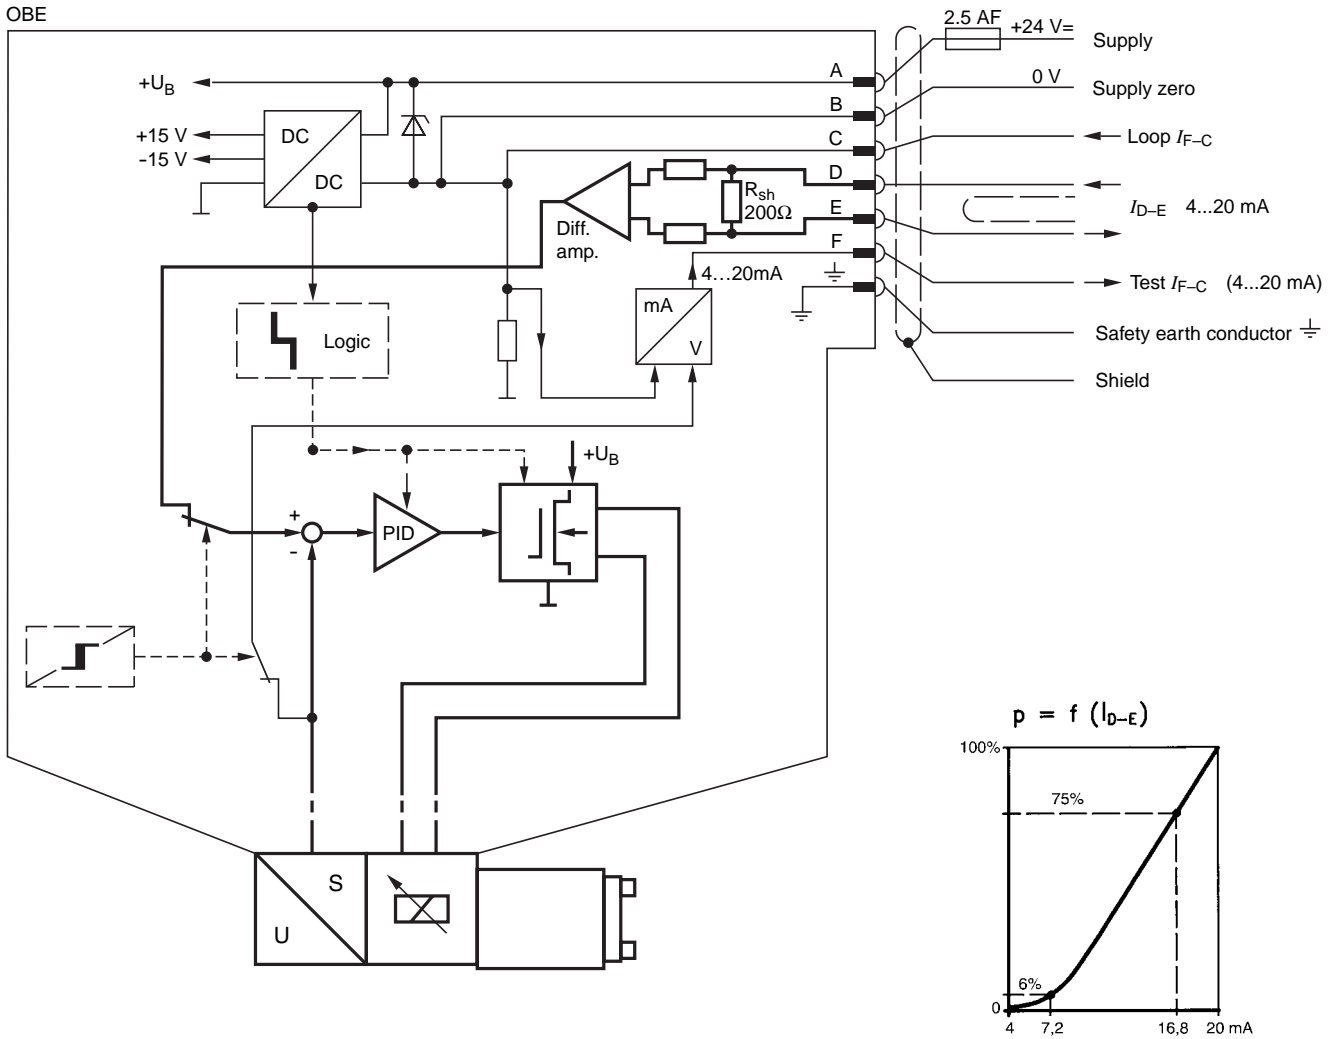 OBE
2.5 AF
+24 V=
Supply
+U_B
A
0 V
Supply zero
B
+15 V
DC
-15 V
DC
C
Loop I_F–C
D
R_sh
200Ω
I_D–E 4...20 mA
E
Diff.
amp.
F
4...20mA
Test I_F–C (4...20 mA)
mA
V
Logic
Safety earth conductor
Shield
+U_B
+
-
PID
S
U
p = f (I_D–E)
100%
75%
6%
0
4
7,2
16,8
20 mA